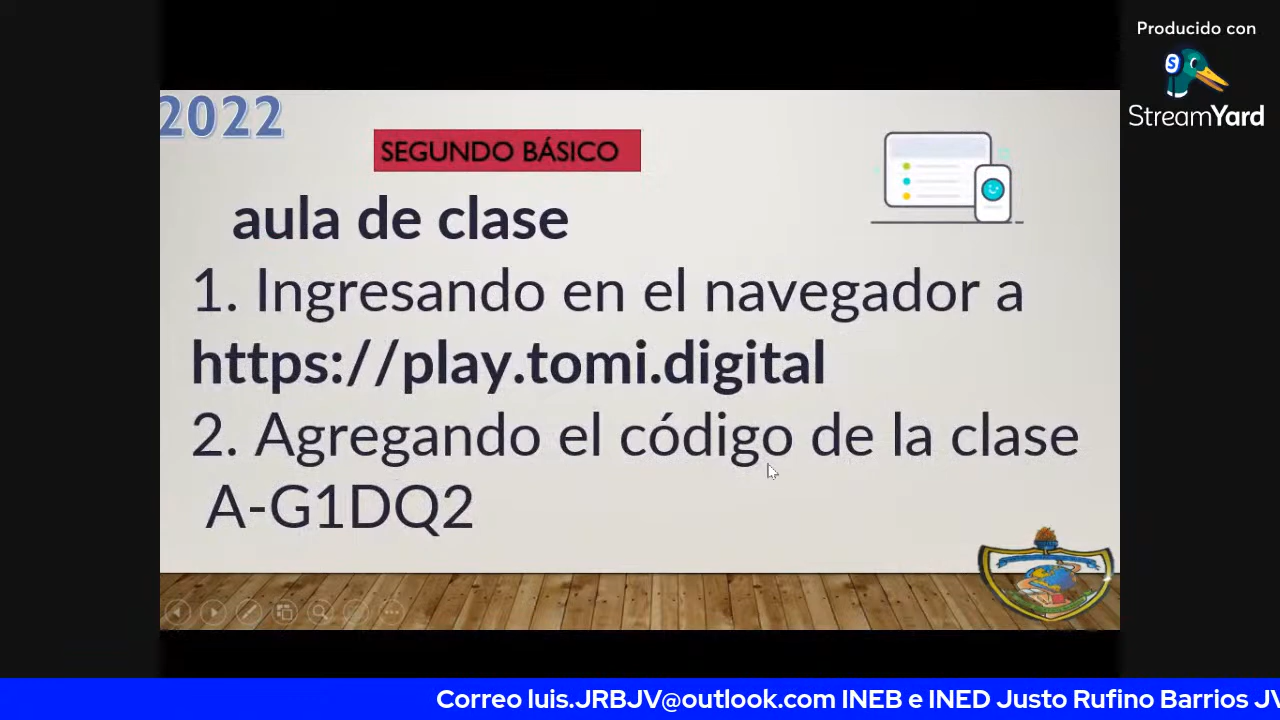 Producido con
StreamYard
2022
SEGUNDO BÁSICO
aula de clase
1. Ingresando en el navegador a
https://play.tomi.digital
2. Agregando el código de la clase
A-G1DQ2
Correo luis.JRBJV@outlook.com INEB e INED Justo Rufino Barrios JV